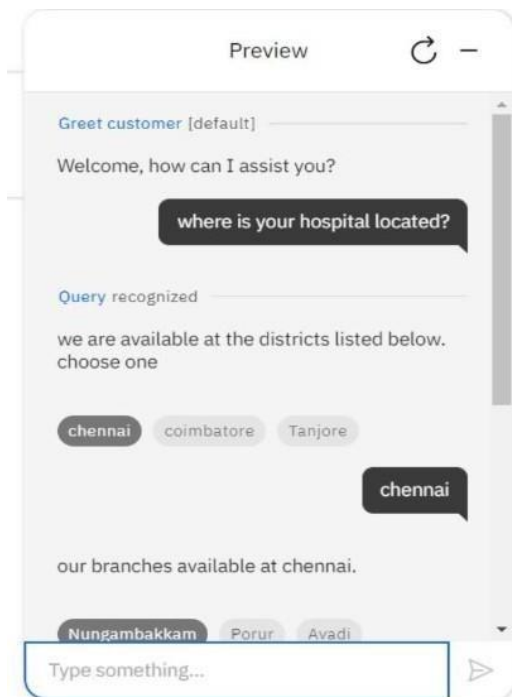 Preview
Greet customer [default]
Welcome, how can I assist you?
where is your hospital located?
Query recognized
we are available at the districts listed below.
choose one
chennai coimbatore Tanjore
chennai
our branches available at chennai.
Nungambakkam Porur Avadi
Type something...